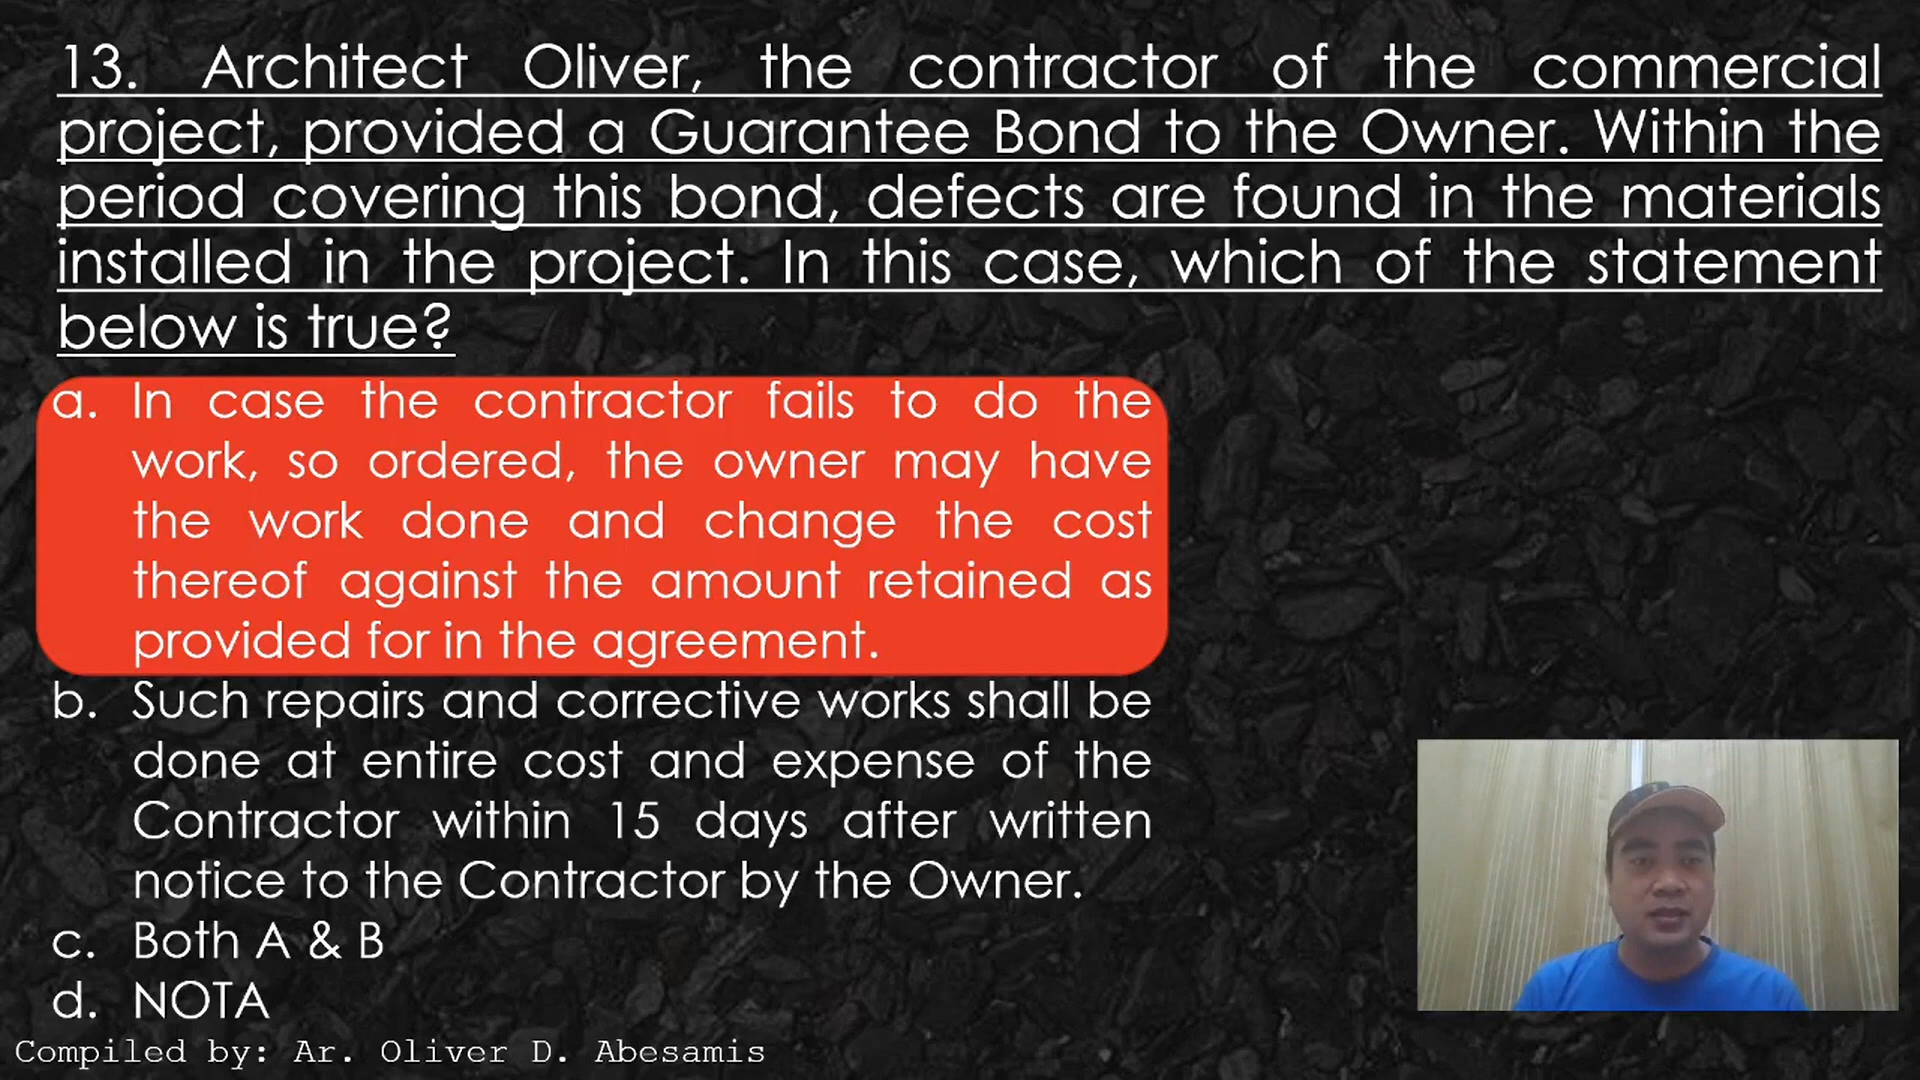 13. Architect Oliver, the contractor of the commercial
project, provided a Guarantee Bond to the Owner. Within the
period covering this bond, defects are found in the materials
installed in the project. In this case, which of the statement
below is true?
a. In case the contractor fails to do the
work, so ordered, the owner may have
the work done and change the cost
thereof against the amount retained as
provided for in the agreement.
b. Such repairs and corrective works shall be
done at entire cost and expense of the
Contractor within 15 days after written
notice to the Contractor by the Owner.
c. Both A & B
d. NOTA
Compiled by: Ar. Oliver D. Abesamis